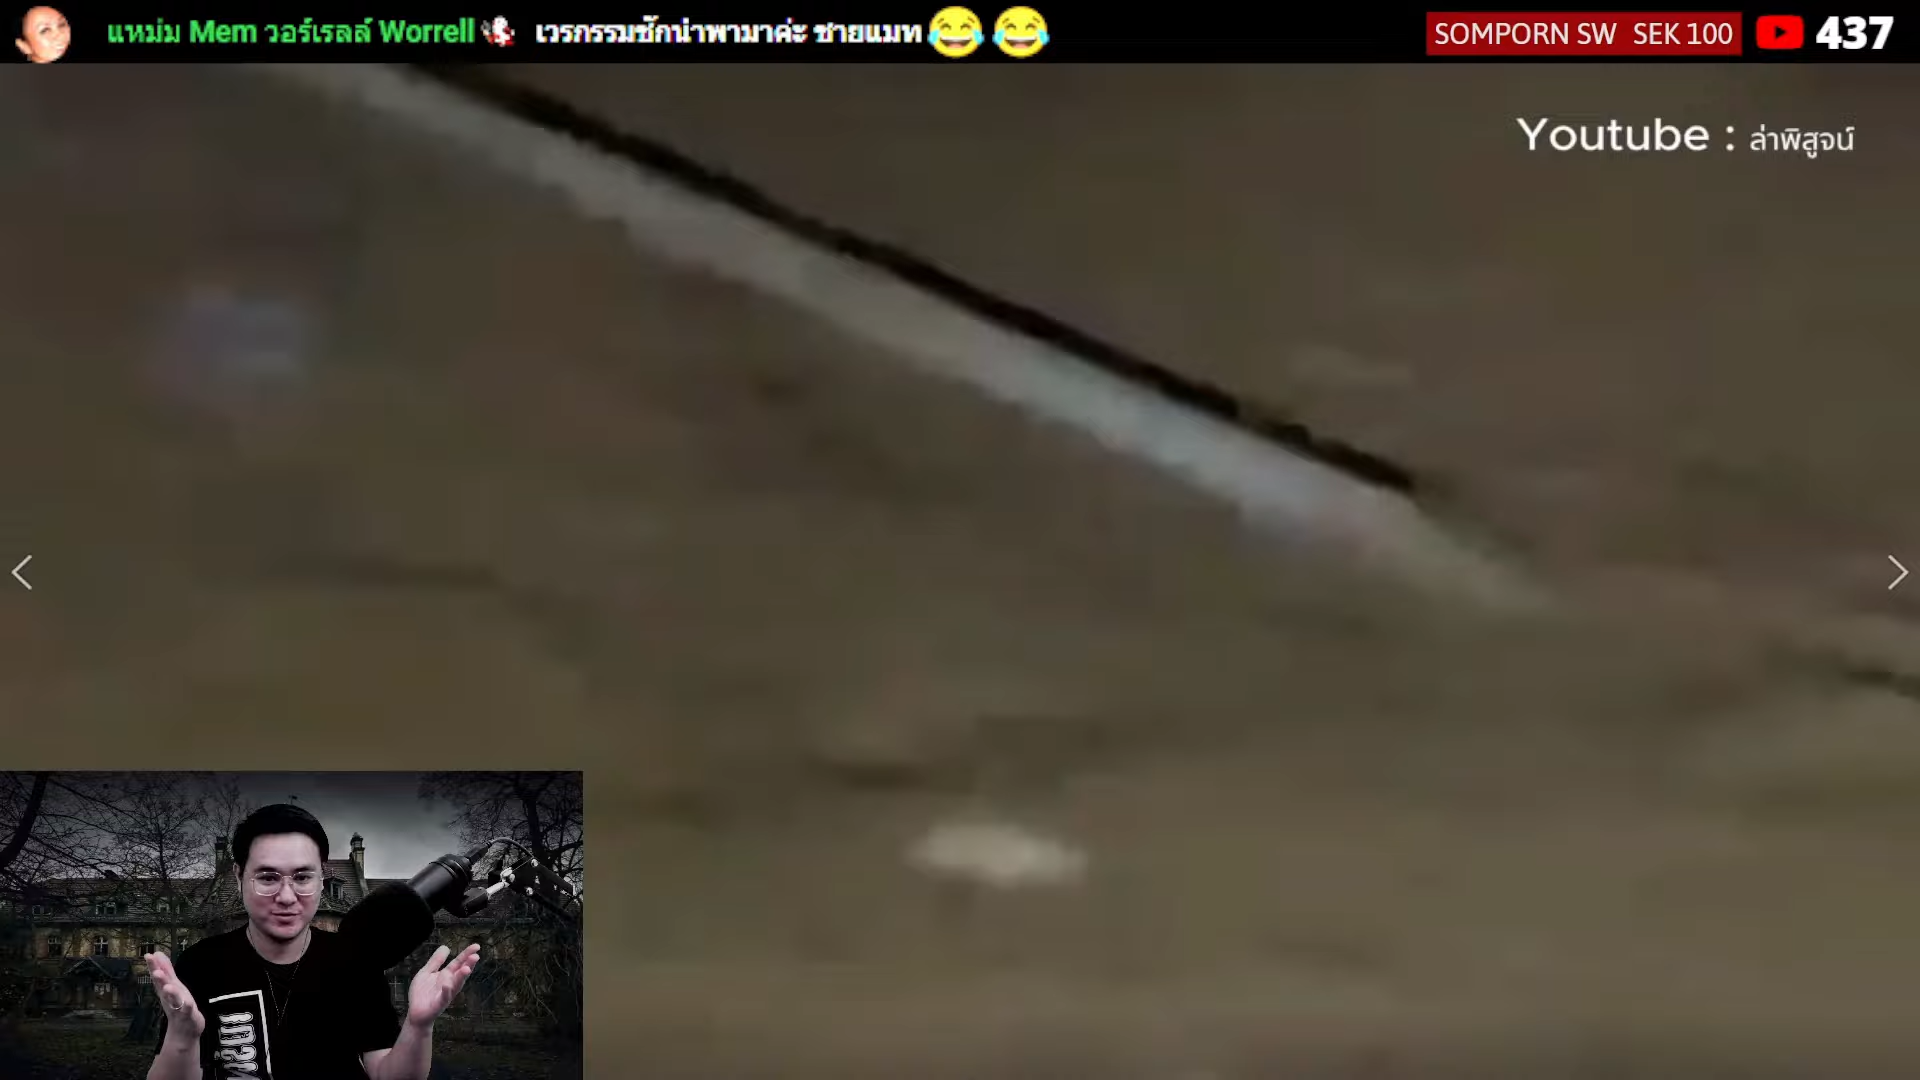 แหม่ม Mem วอร์เรลล์ Worrell เวรกรรมชักนำพามาค่ะ ชายแมท 😂 😂 SOMPORN SW SEK 100 437
Youtube : ล่าพิสูจน์